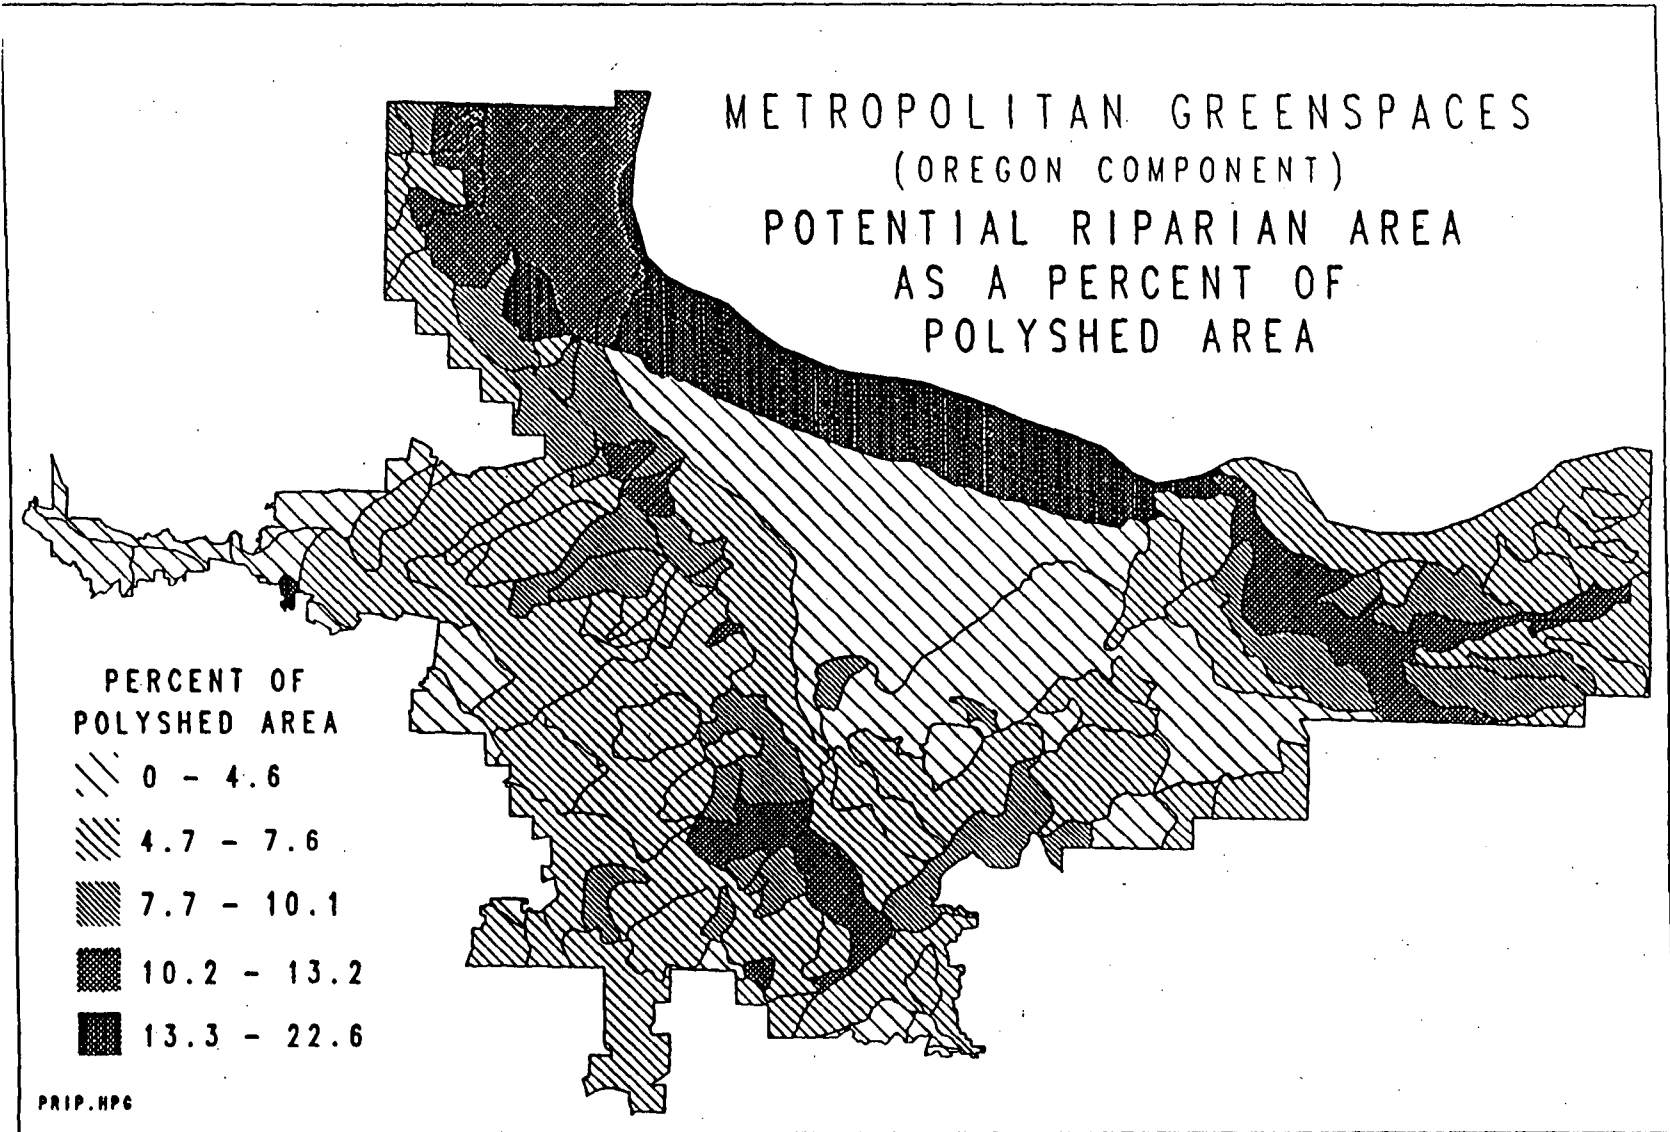 METROPOLITAN GREENSPACES
(OREGON COMPONENT)
POTENTIAL RIPARIAN AREA
AS A PERCENT OF
POLYSHED AREA
PERCENT OF
POLYSHED AREA
0 - 4.6
4.7 - 7.6
7.7 - 10.1
10.2 - 13.2
13.3 - 22.6
PRIP.HPG